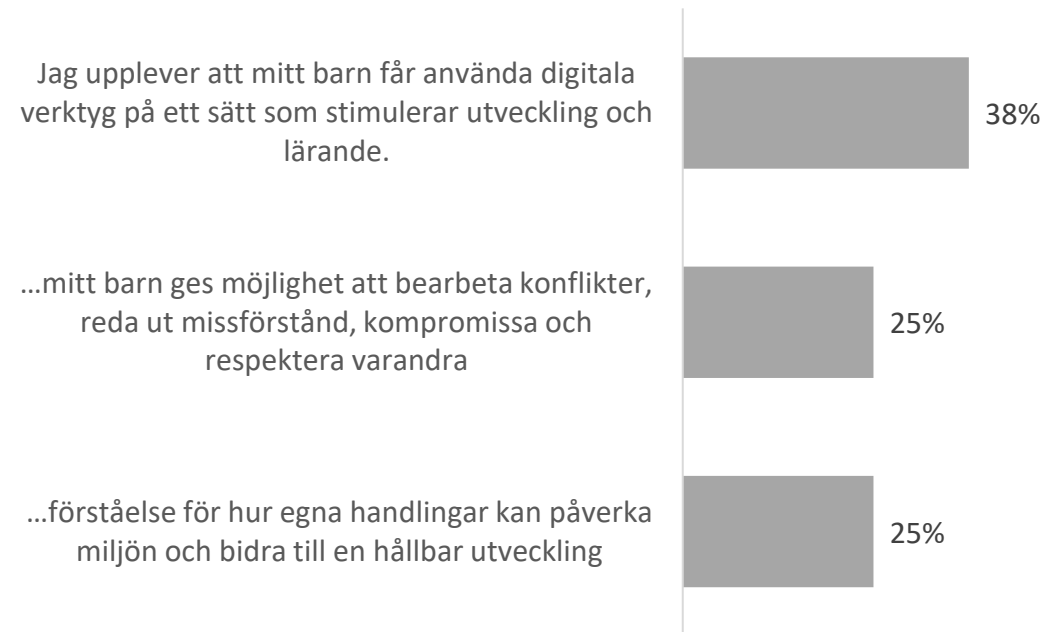 Jag upplever att mitt barn får använda digitala
verktyg på ett sätt som stimulerar utveckling och
lärande.
38%
...mitt barn ges möjlighet att bearbeta konflikter,
reda ut missförstånd, kompromissa och
respektera varandra
25%
...förståelse för hur egna handlingar kan påverka
miljön och bidra till en hållbar utveckling
25%